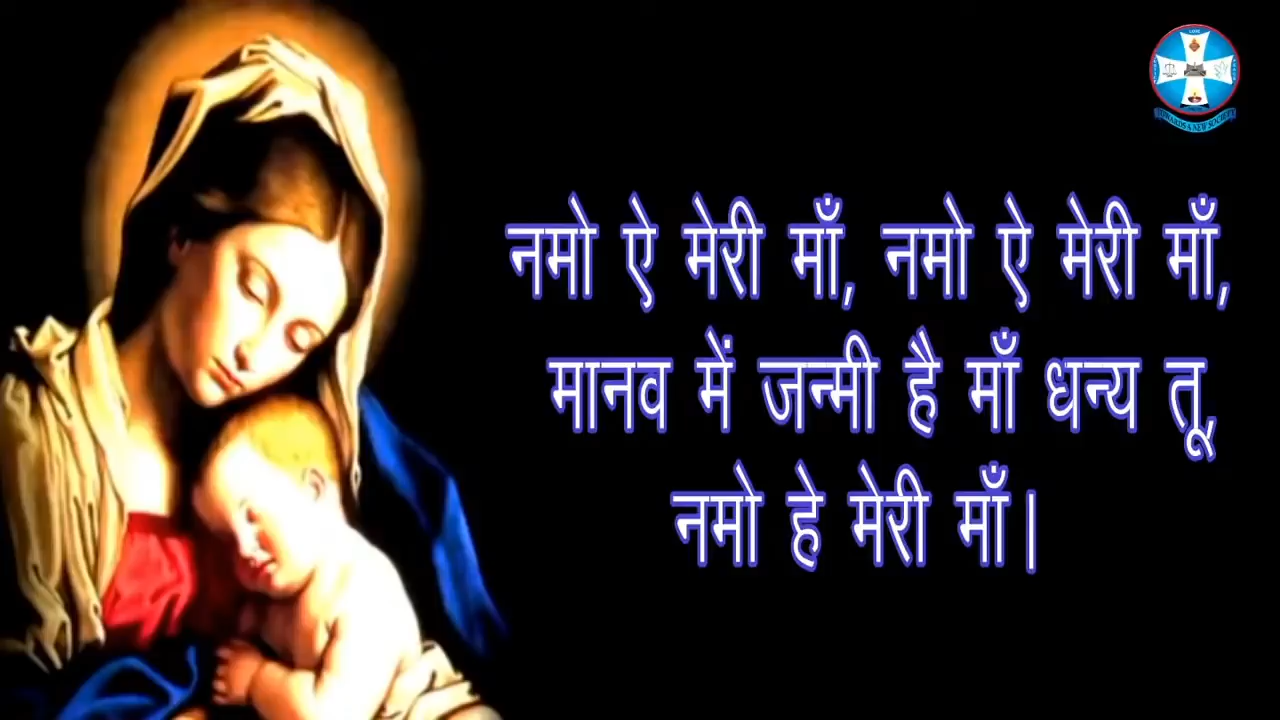 नमो ऐ मेरी माँ, नमो ऐ मेरी माँ,
मानव में जन्मी है माँ धन्य तू,
नमो हे मेरी माँ।